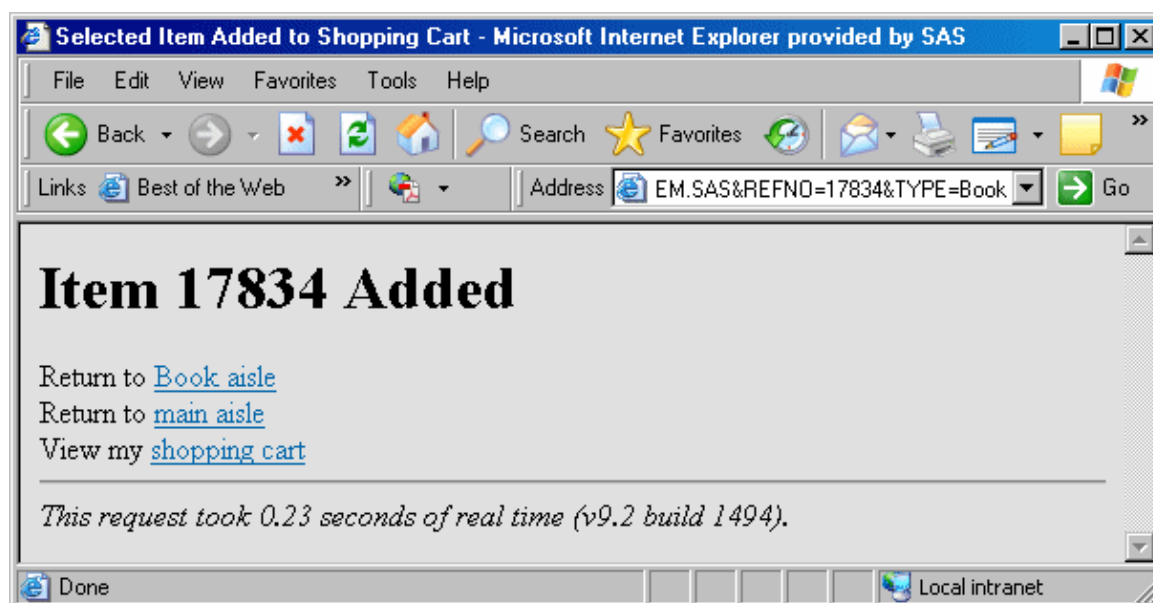 Selected Item Added to Shopping Cart - Microsoft Internet Explorer provided by SAS
File Edit View Favorites Tools Help
Back Search Favorites »
Links Best of the Web » Address EM.SAS&REFNO=17834&TYPE=Book Go
Item 17834 Added
Return to Book aisle
Return to main aisle
View my shopping cart
This request took 0.23 seconds of real time (v9.2 build 1494).
Done Local intranet